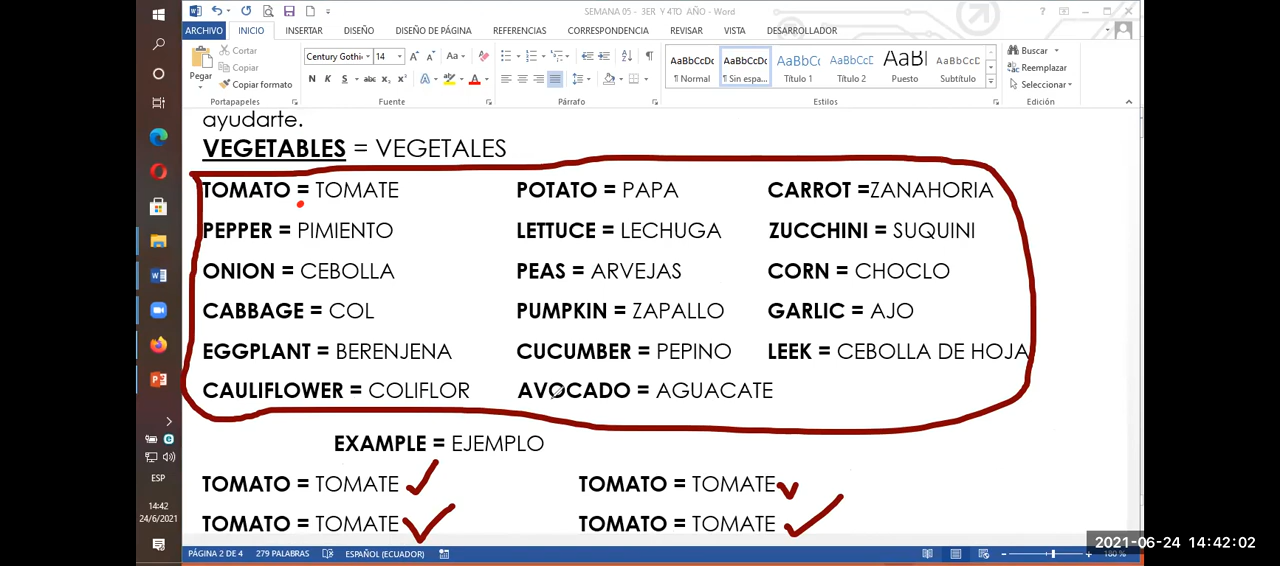 SEMANA 05 - 3ER Y 4TO AÑO - Word
ARCHIVO INICIO INSERTAR DISEÑO DISEÑO DE PÁGINA REFERENCIAS CORRESPONDENCIA REVISAR VISTA DESARROLLADOR
Pegar
Cortar
Copiar
Copiar formato
Portapapeles
Century Gothi 14
Fuente
Párrafo
AaBbCcDc AaBbCcDc AaBbCc AaBbCcC AaBl AaBbCcD
¶ Normal ¶ Sin espa... Título 1 Título 2 Puesto Subtítulo
Estilos
Buscar
Reemplazar
Seleccionar
Edición
ayudarte.
VEGETABLES = VEGETALES
TOMATO = TOMATE POTATO = PAPA CARROT =ZANAHORIA
PEPPER = PIMIENTO LETTUCE = LECHUGA ZUCCHINI = SUQUINI
ONION = CEBOLLA PEAS = ARVEJAS CORN = CHOCLO
CABBAGE = COL PUMPKIN = ZAPALLO GARLIC = AJO
EGGPLANT = BERENJENA CUCUMBER = PEPINO LEEK = CEBOLLA DE HOJA
CAULIFLOWER = COLIFLOR AVOCADO = AGUACATE
EXAMPLE = EJEMPLO
TOMATO = TOMATE TOMATO = TOMATE
TOMATO = TOMATE TOMATO = TOMATE
PÁGINA 2 DE 4 279 PALABRAS ESPAÑOL (ECUADOR) 180 %
ESP
14:42
24/6/2021
2021-06-24 14:42:02